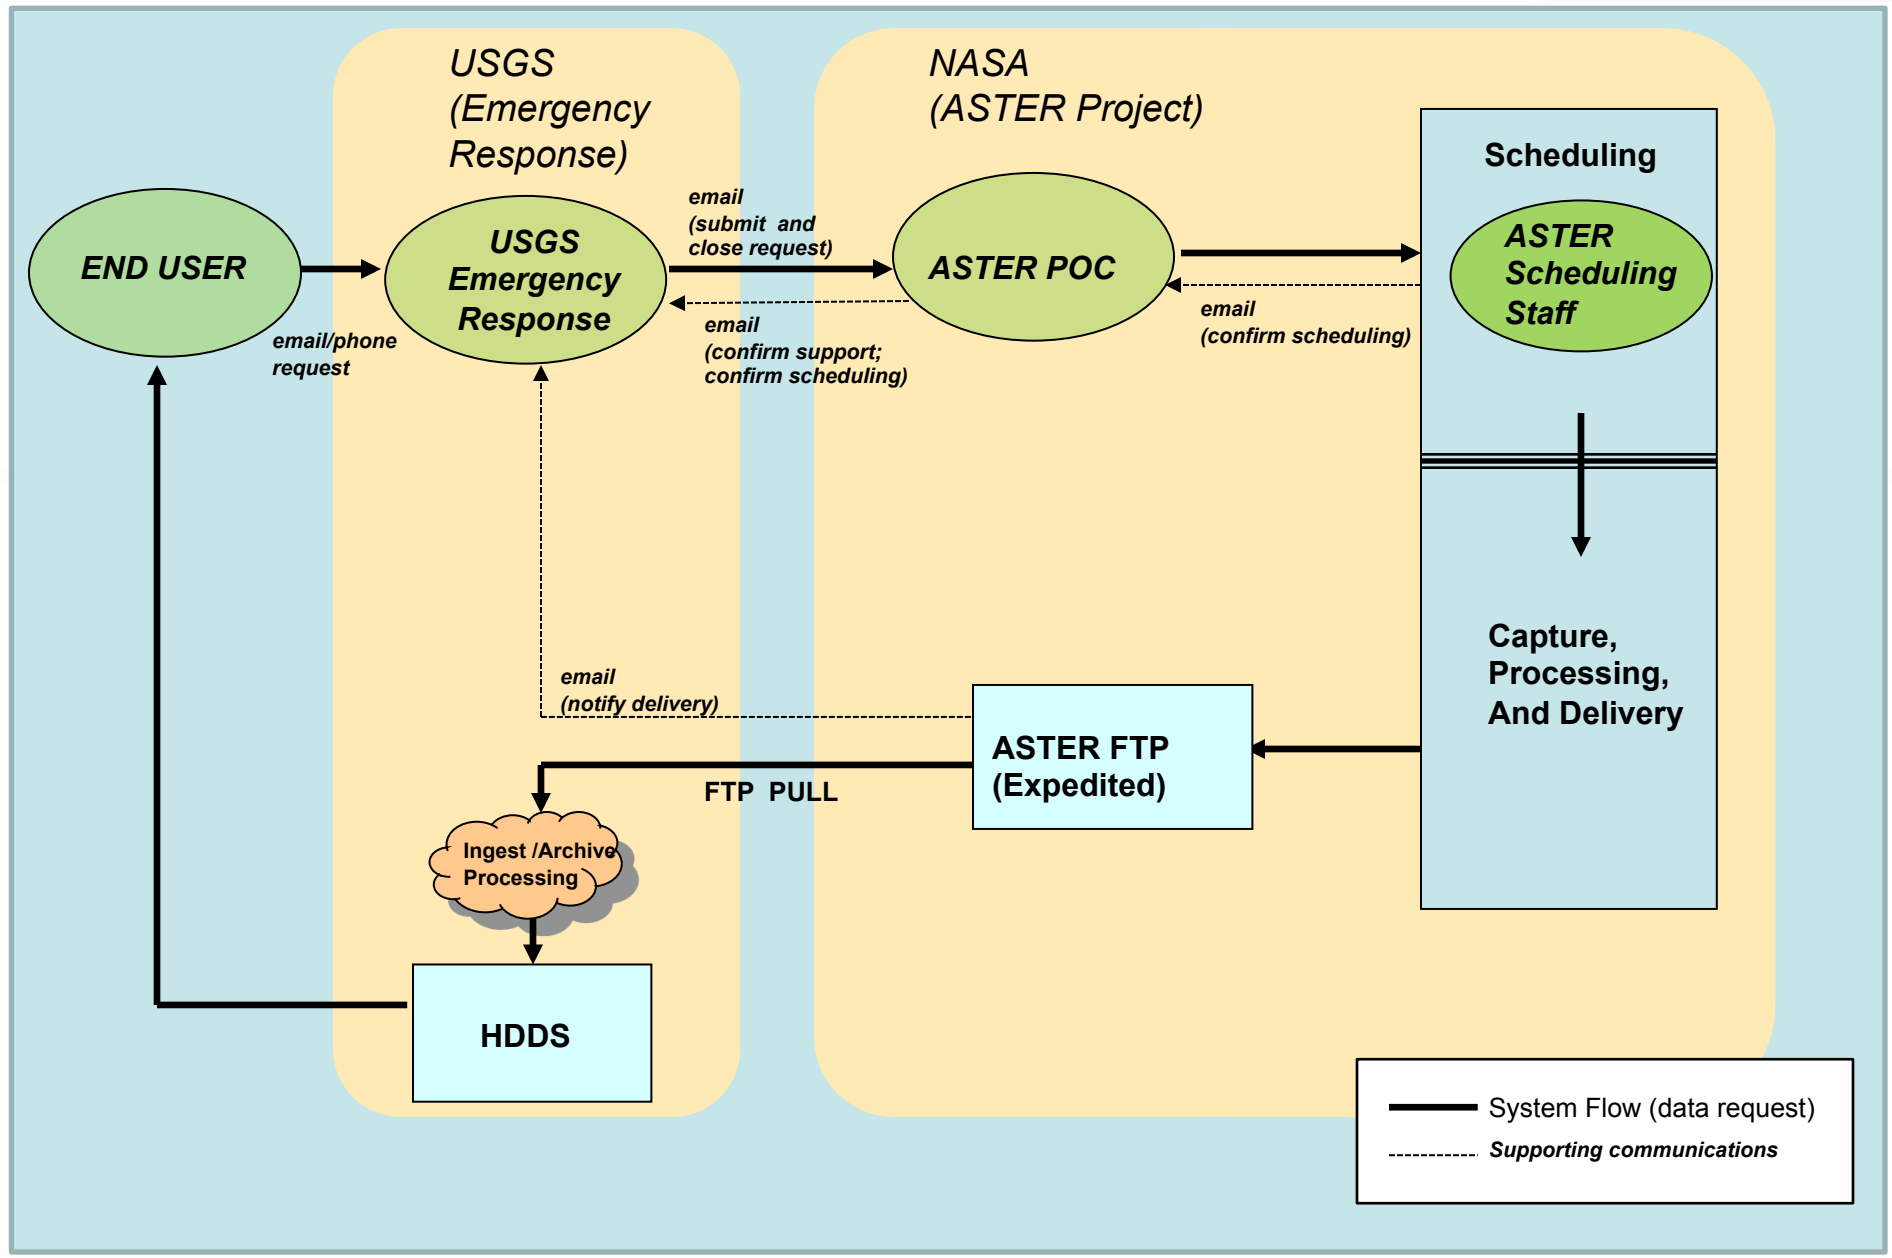 USGS
(Emergency
Response)
NASA
(ASTER Project)
Scheduling
END USER
email/phone
request
USGS
Emergency
Response
email
(submit and
close request)
email
(confirm support;
confirm scheduling)
ASTER POC
email
(confirm scheduling)
ASTER
Scheduling
Staff
Capture,
Processing,
And Delivery
email
(notify delivery)
ASTER FTP
(Expedited)
FTP PULL
Ingest /Archive
Processing
HDDS
System Flow (data request)
Supporting communications